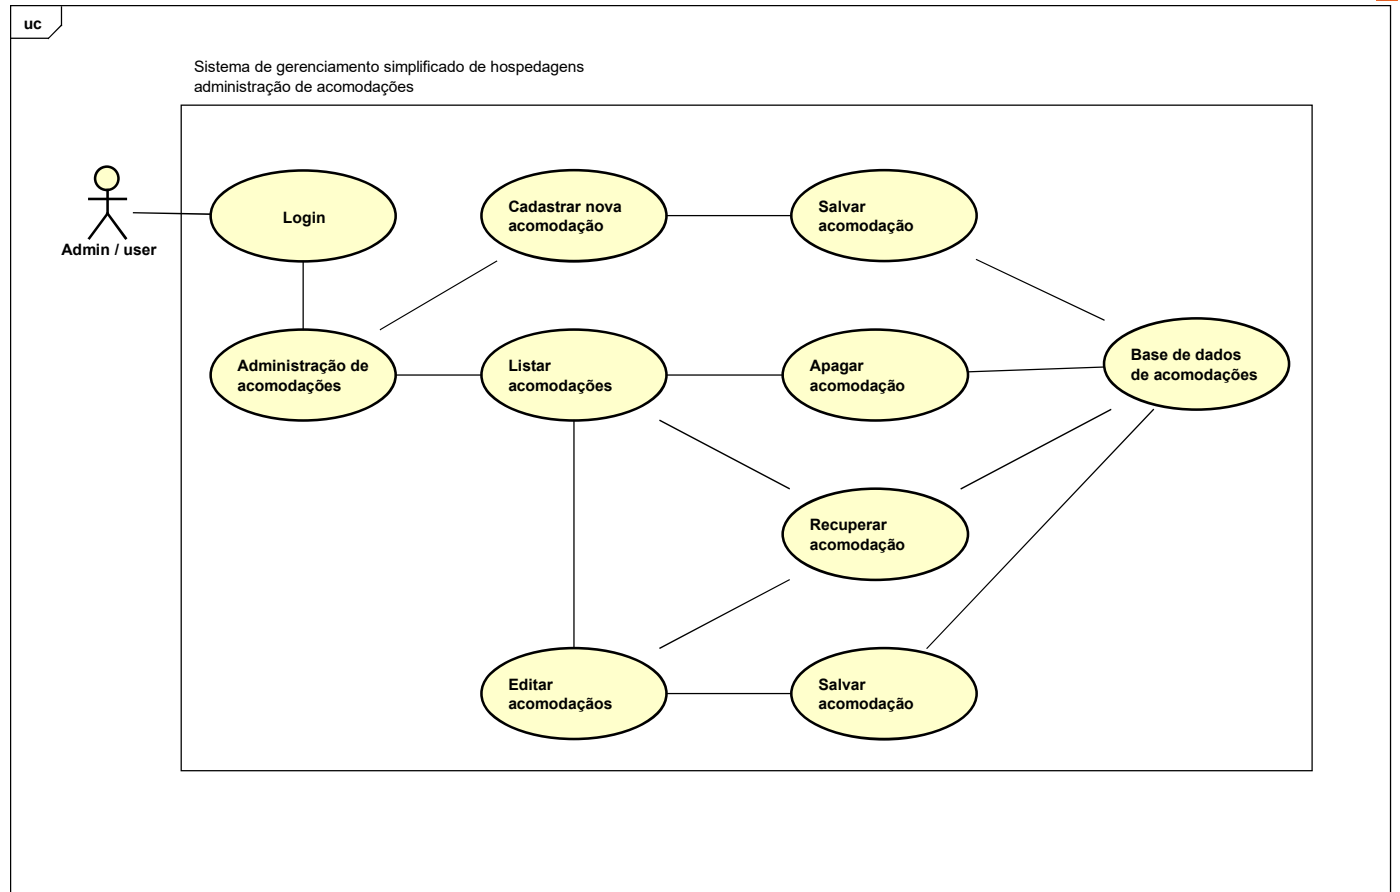 uc
Sistema de gerenciamento simplificado de hospedagens
administração de acomodações
Admin / user
Login
Cadastrar nova
acomodação
Salvar
acomodação
Administração de
acomodações
Listar
acomodações
Apagar
acomodação
Base de dados
de acomodações
Recuperar
acomodação
Editar
acomodaçãos
Salvar
acomodação